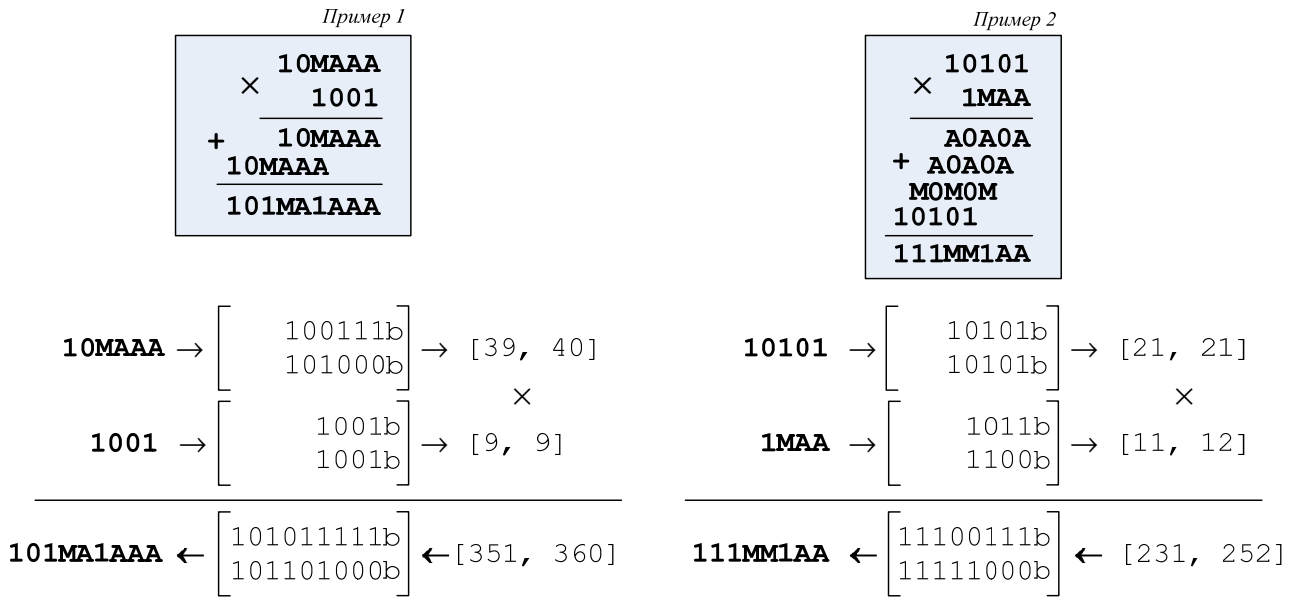 Пример 1
× 10MAAA
1001
+ 10MAAA
10MAAA
101MA1AAA
10MAAA → [ 100111b
101000b ] → [39, 40]
×
1001 → [ 1001b
1001b ] → [9, 9]
101MA1AAA ← [ 101011111b
101101000b ] ← [351, 360]
Пример 2
× 10101
1MAA
A0A0A
+ A0A0A
M0M0M
10101
111MM1AA
10101 → [ 10101b
10101b ] → [21, 21]
×
1MAA → [ 1011b
1100b ] → [11, 12]
111MM1AA ← [ 11100111b
11111000b ] ← [231, 252]